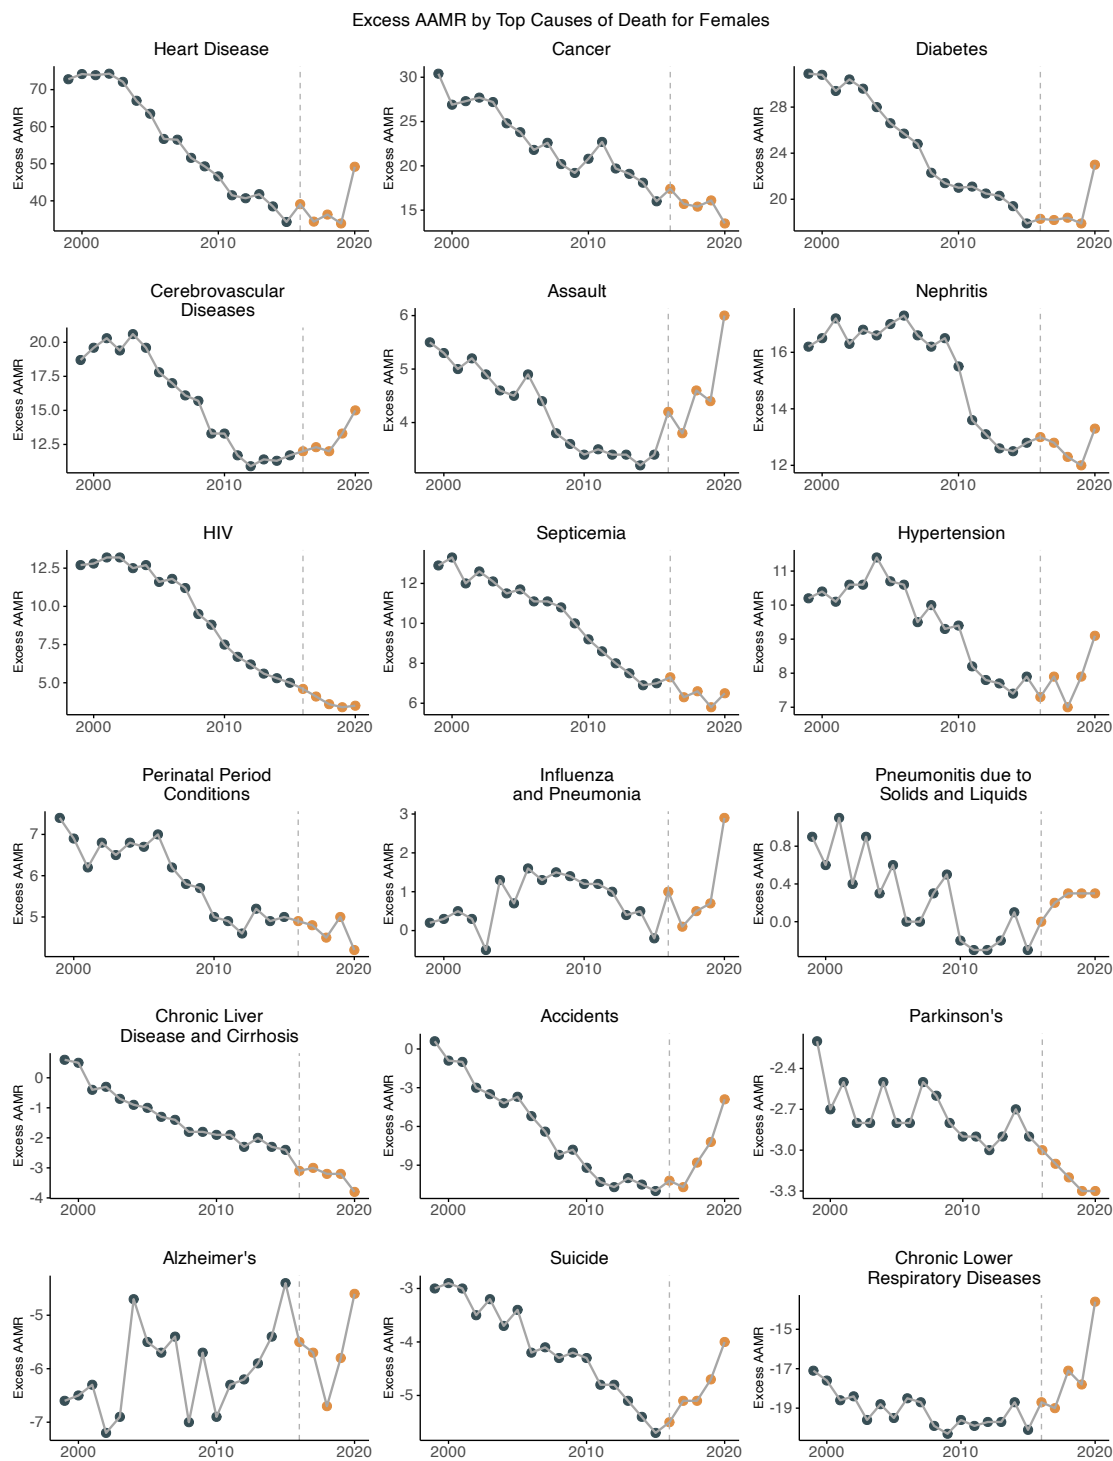 Excess AAMR by Top Causes of Death for Females
Heart Disease
Excess AAMR
70
60
50
40
2000
2010
2020
Cancer
Excess AAMR
30
25
20
15
2000
2010
2020
Diabetes
Excess AAMR
28
24
20
2000
2010
2020
Cerebrovascular
Diseases
Excess AAMR
20.0
17.5
15.0
12.5
2000
2010
2020
Assault
Excess AAMR
6
5
4
2000
2010
2020
Nephritis
Excess AAMR
16
14
12
2000
2010
2020
HIV
Excess AAMR
12.5
10.0
7.5
5.0
2000
2010
2020
Septicemia
Excess AAMR
12
10
8
6
2000
2010
2020
Hypertension
Excess AAMR
11
10
9
8
7
2000
2010
2020
Perinatal Period
Conditions
Excess AAMR
7
6
5
2000
2010
2020
Influenza
and Pneumonia
Excess AAMR
3
2
1
0
2000
2010
2020
Pneumonitis due to
Solids and Liquids
Excess AAMR
0.8
0.4
0.0
2000
2010
2020
Chronic Liver
Disease and Cirrhosis
Excess AAMR
0
-1
-2
-3
-4
2000
2010
2020
Accidents
Excess AAMR
0
-3
-6
-9
2000
2010
2020
Parkinson's
Excess AAMR
-2.4
-2.7
-3.0
-3.3
2000
2010
2020
Alzheimer's
Excess AAMR
-5
-6
-7
2000
2010
2020
Suicide
Excess AAMR
-3
-4
-5
2000
2010
2020
Chronic Lower
Respiratory Diseases
Excess AAMR
-15
-17
-19
2000
2010
2020